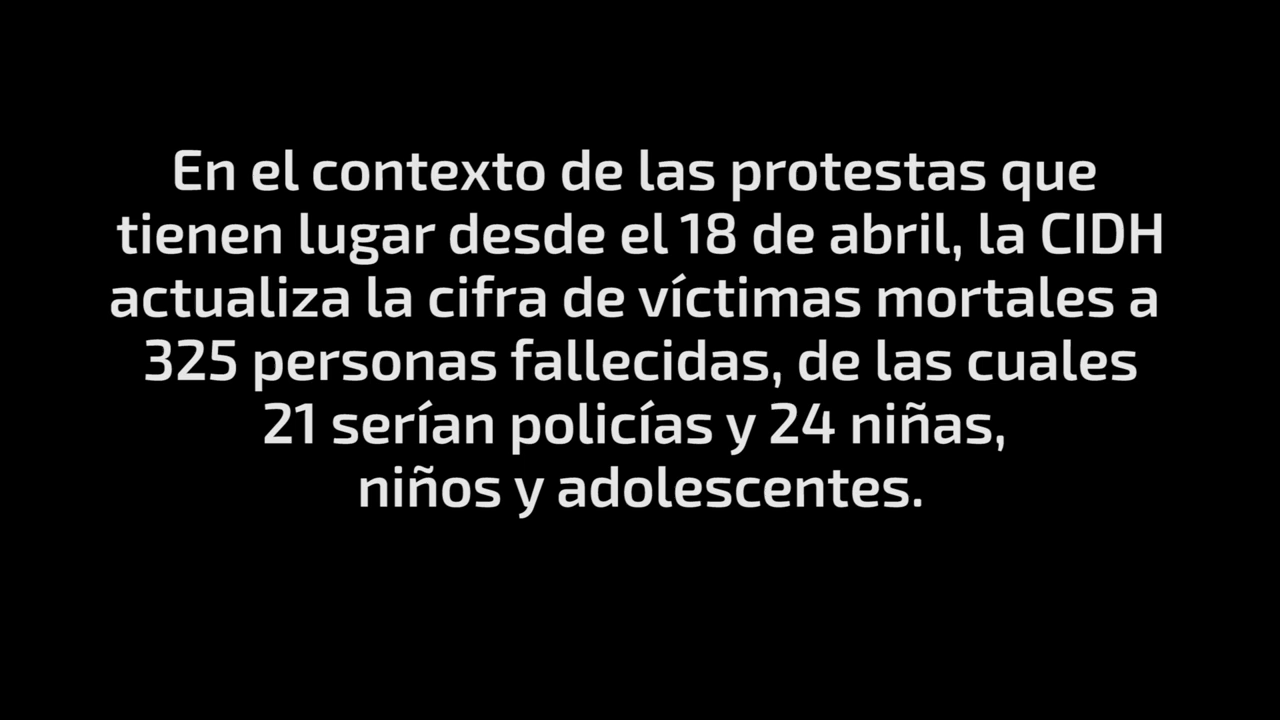 En el contexto de las protestas que
tienen lugar desde el 18 de abril, la CIDH
actualiza la cifra de víctimas mortales a
325 personas fallecidas, de las cuales
21 serían policías y 24 niñas,
niños y adolescentes.